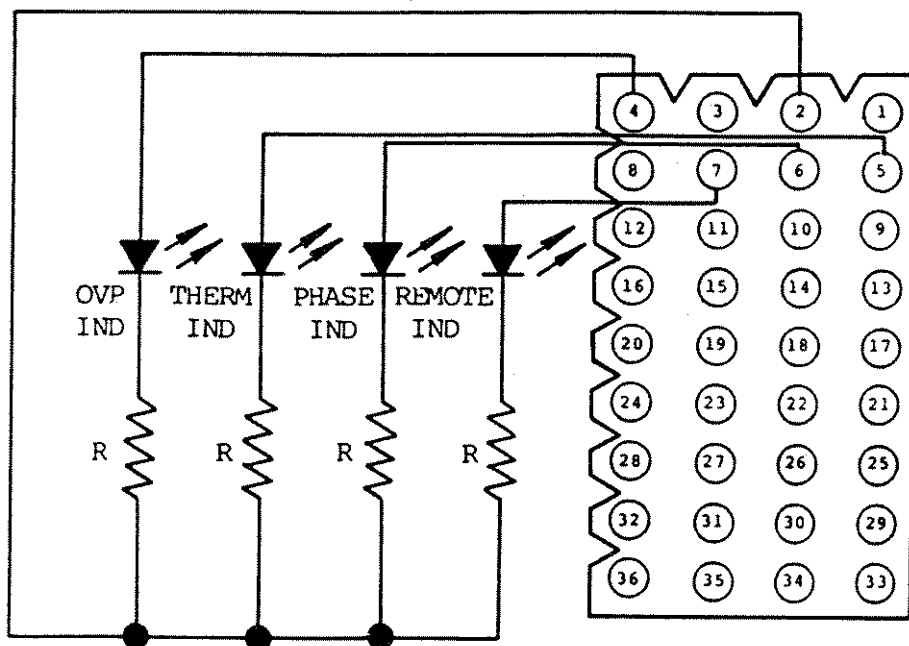 4 3 2 1
8 7 6 5
12 11 10 9
OVP THERM PHASE REMOTE
IND IND IND IND
16 15 14 13
20 19 18 17
24 23 22 21
R R R R
28 27 26 25
32 31 30 29
36 35 34 33